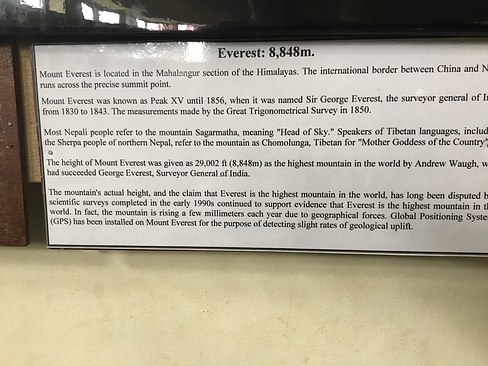 Everest: 8,848m.
Mount Everest is located in the Mahalangur section of the Himalayas. The international border between China and N
runs across the precise summit point.
Mount Everest was known as Peak XV until 1856, when it was named Sir George Everest, the surveyor general of I
from 1830 to 1843. The measurements made by the Great Trigonometrical Survey in 1850.
Most Nepali people refer to the mountain Sagarmatha, meaning "Head of Sky." Speakers of Tibetan languages, includ
the Sherpa people of northern Nepal, refer to the mountain as Chomolunga, Tibetan for "Mother Goddess of the Country"
The height of Mount Everest was given as 29,002 ft (8,848m) as the highest mountain in the world by Andrew Waugh, w
had succeeded George Everest, Surveyor General of India.
The mountain's actual height, and the claim that Everest is the highest mountain in the world, has long been disputed b
scientific surveys completed in the early 1990s continued to support evidence that Everest is the highest mountain in th
world. In fact, the mountain is rising a few millimeters each year due to geographical forces. Global Positioning Syste
(GPS) has been installed on Mount Everest for the purpose of detecting slight rates of geological uplift.